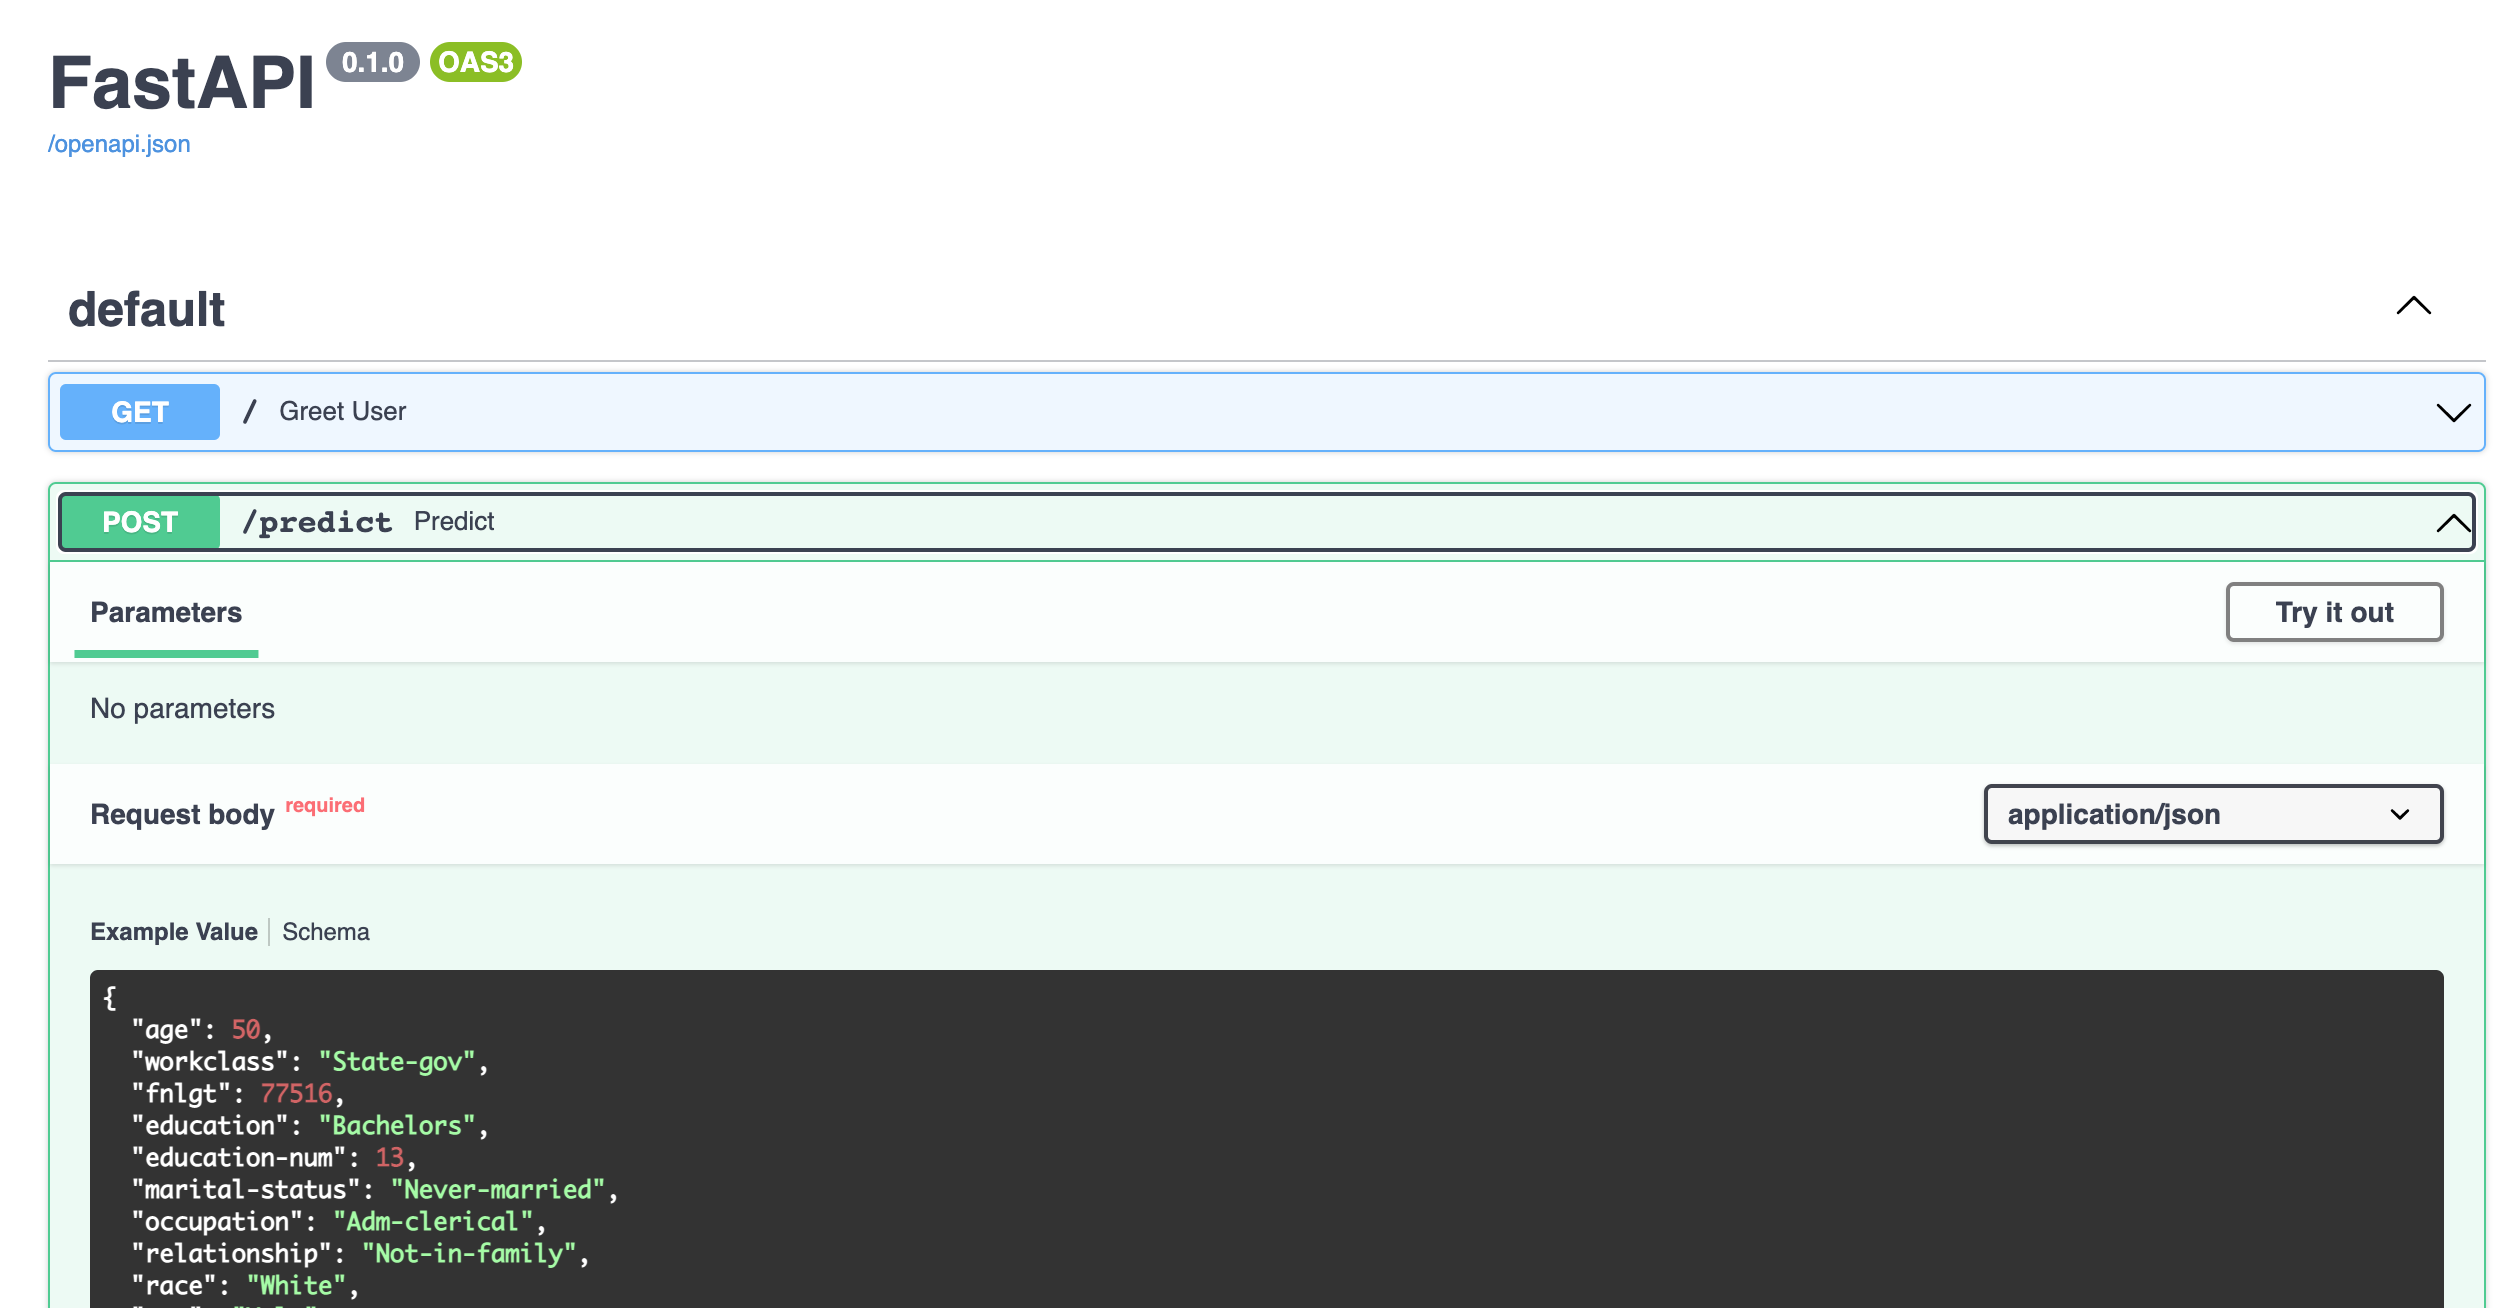 FastAPI 0.1.0 OAS3
/openapi.json
default
GET / Greet User
POST /predict Predict
Parameters Try it out
No parameters
Request body required application/json
Example Value Schema
{
"age": 50,
"workclass": "State-gov",
"fnlgt": 77516,
"education": "Bachelors",
"education-num": 13,
"marital-status": "Never-married",
"occupation": "Adm-clerical",
"relationship": "Not-in-family",
"race": "White",